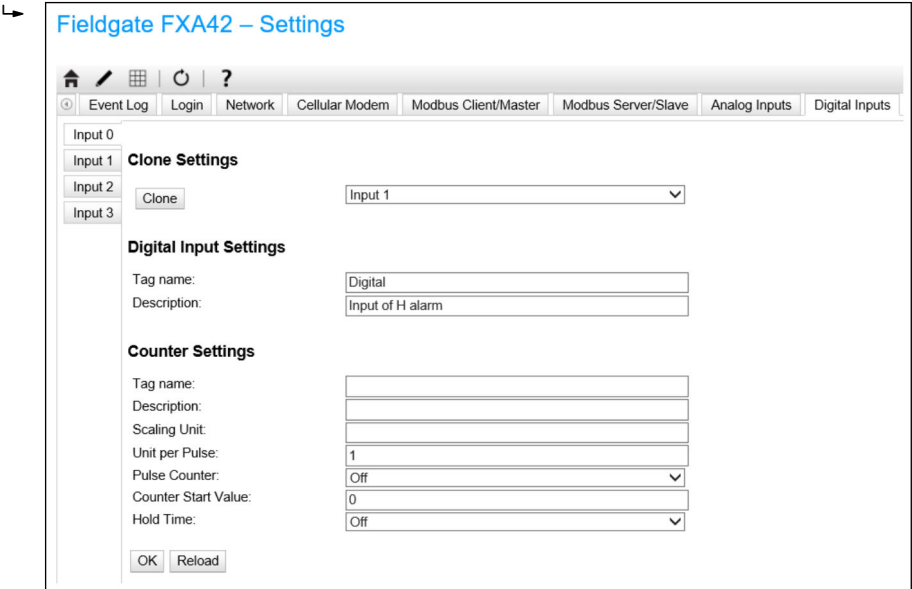 Fieldgate FXA42 – Settings
?
Event Log Login Network Cellular Modem Modbus Client/Master Modbus Server/Slave Analog Inputs Digital Inputs
Input 0
Input 1
Input 2
Input 3
Clone Settings
Clone Input 1
Digital Input Settings
Tag name: Digital
Description: Input of H alarm
Counter Settings
Tag name:
Description:
Scaling Unit:
Unit per Pulse: 1
Pulse Counter: Off
Counter Start Value: 0
Hold Time: Off
OK Reload